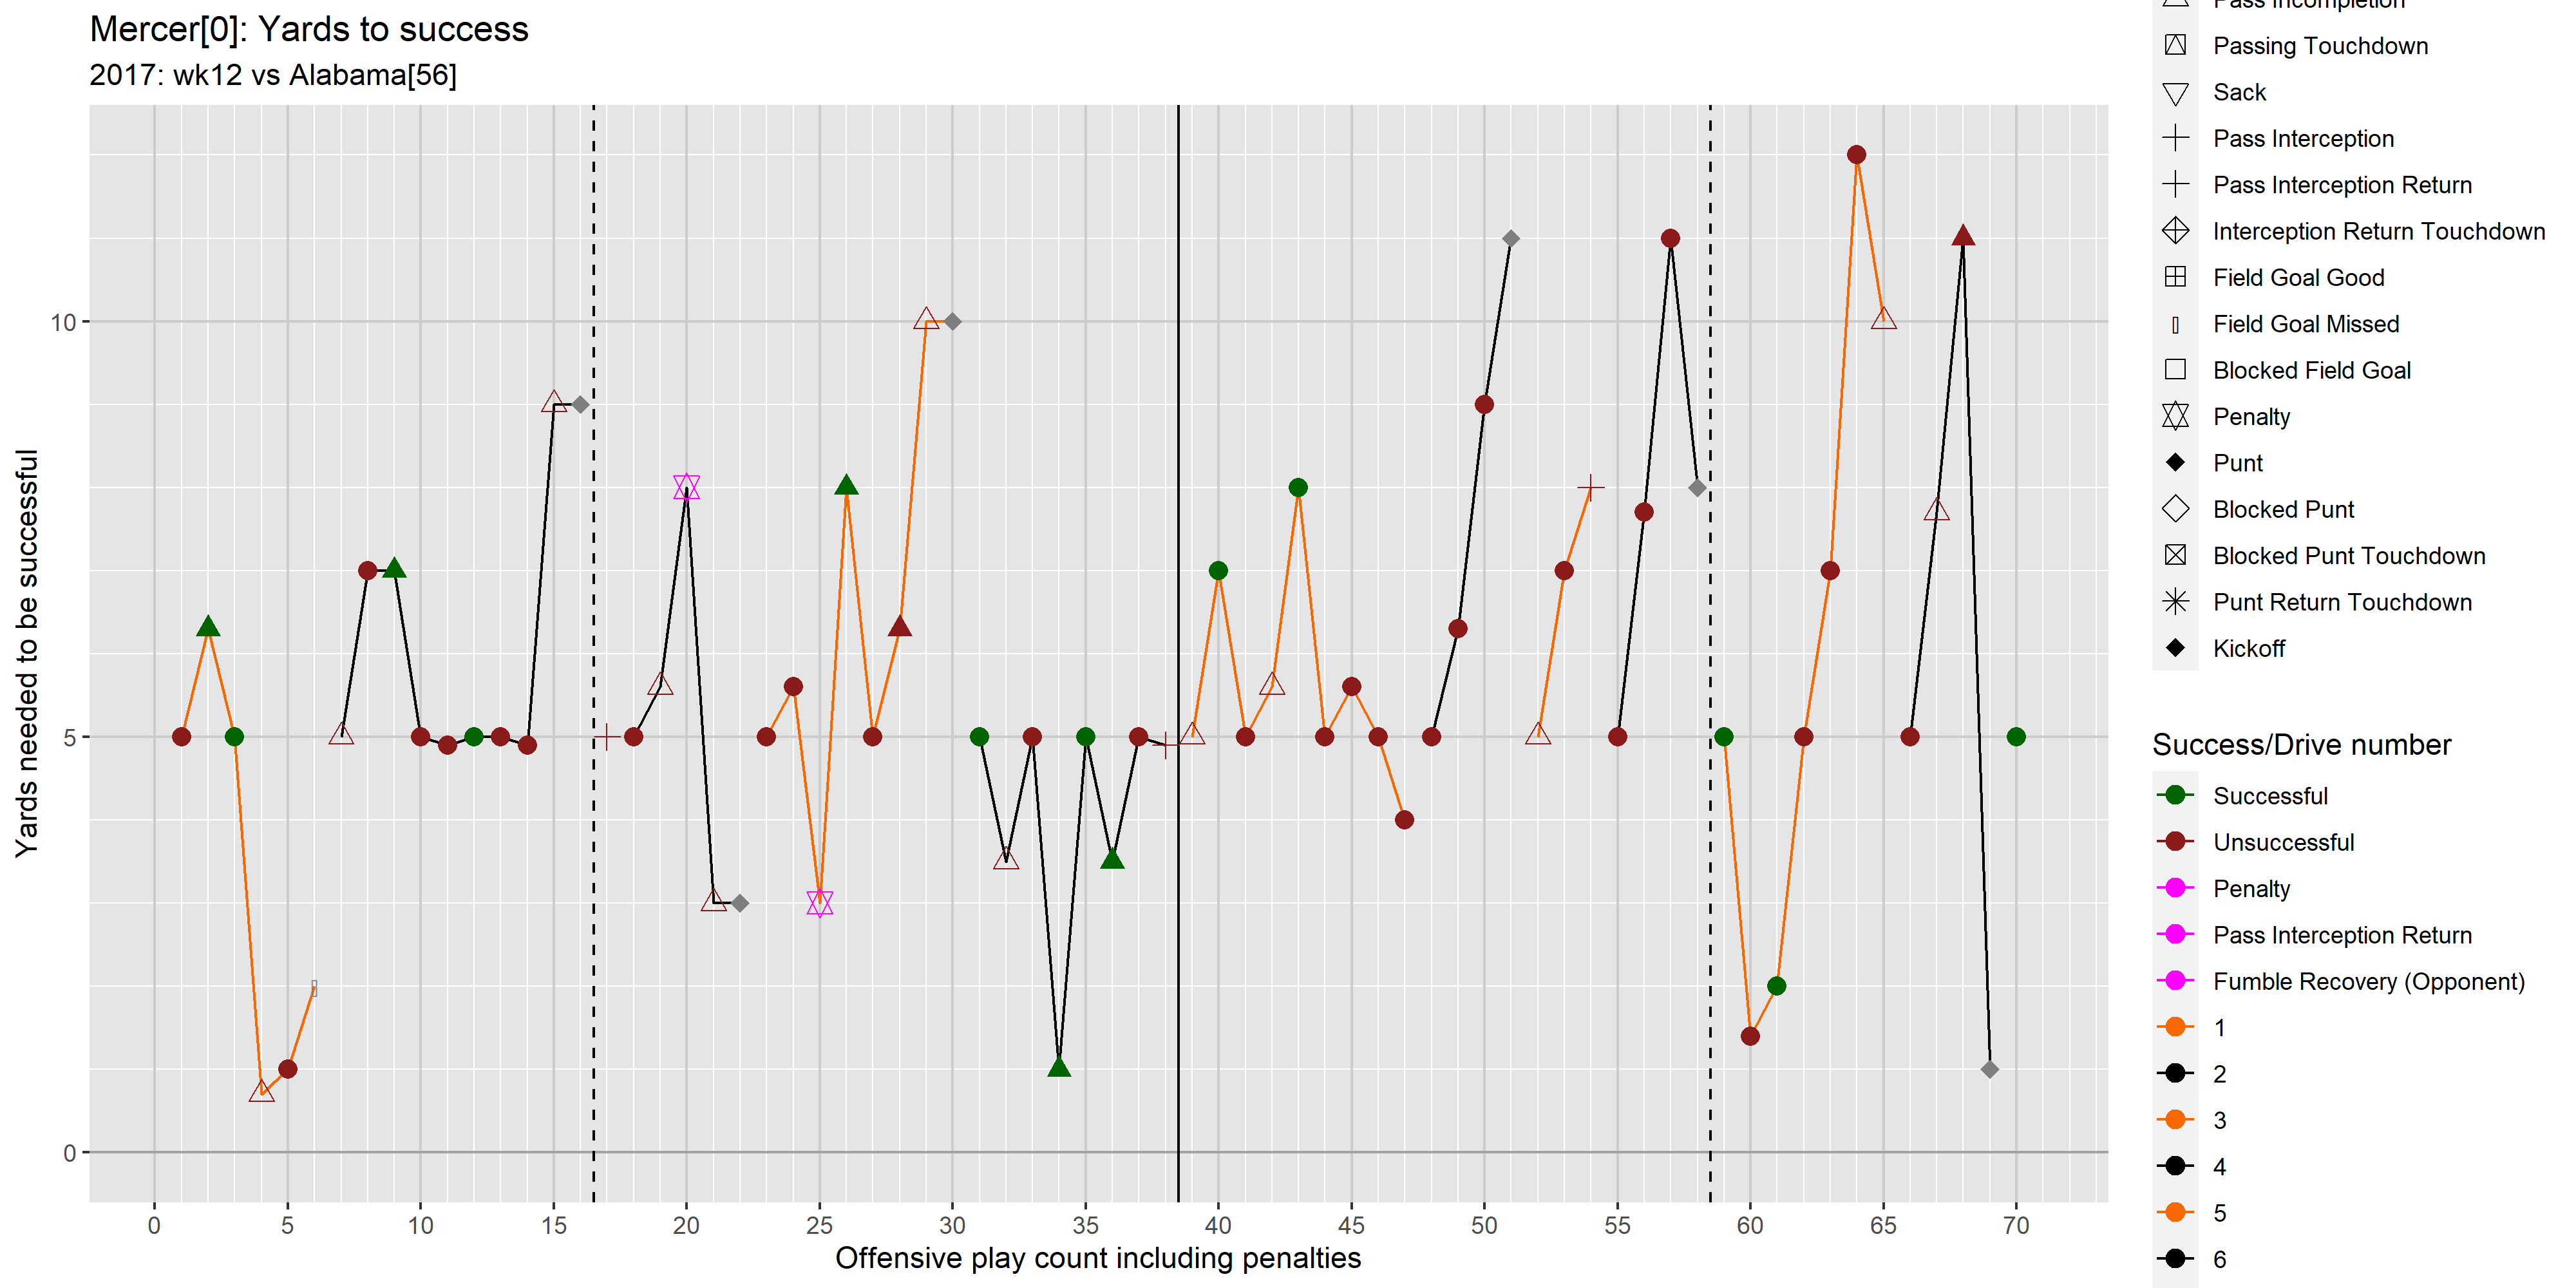 Mercer[0]: Yards to success
2017: wk12 vs Alabama[56]
Yards needed to be successful
10
5
0
0 5 10 15 20 25 30 35 40 45 50 55 60 65 70
Offensive play count including penalties
Pass Incompletion
Passing Touchdown
Sack
Pass Interception
Pass Interception Return
Interception Return Touchdown
Field Goal Good
Field Goal Missed
Blocked Field Goal
Penalty
Punt
Blocked Punt
Blocked Punt Touchdown
Punt Return Touchdown
Kickoff
Success/Drive number
Successful
Unsuccessful
Penalty
Pass Interception Return
Fumble Recovery (Opponent)
1
2
3
4
5
6